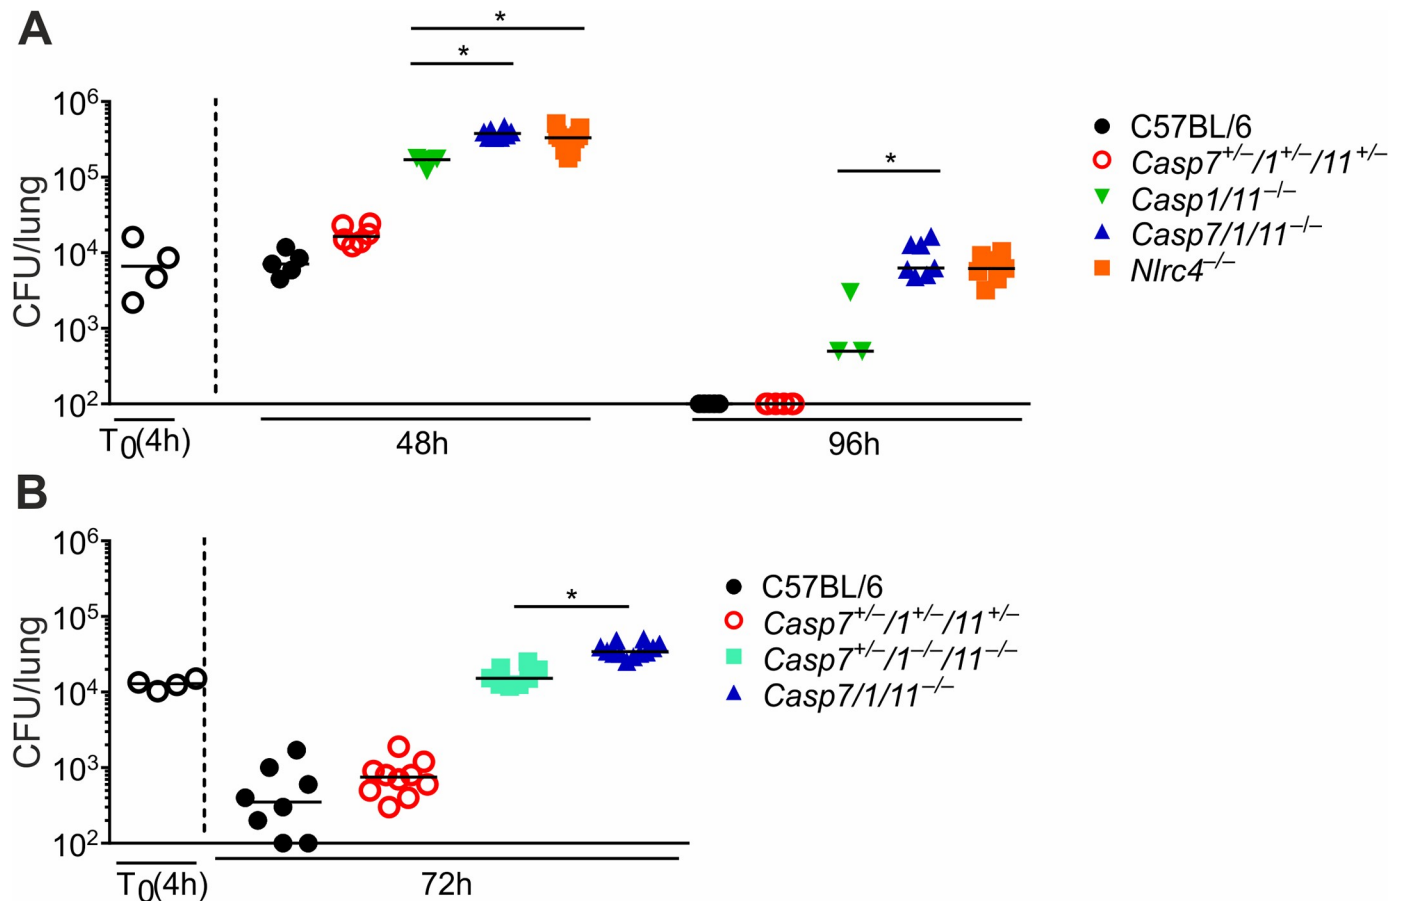 A
*
*
*
CFU/lung
10⁶
10⁵
10⁴
10³
10²
T₀(4h)
48h
96h
C57BL/6
Casp7⁺/⁻/1⁺/⁻/11⁺/⁻
Casp1/11⁻/⁻
Casp7/1/11⁻/⁻
Nlrc4⁻/⁻
B
*
CFU/lung
10⁶
10⁵
10⁴
10³
10²
T₀(4h)
72h
C57BL/6
Casp7⁺/⁻/1⁺/⁻/11⁺/⁻
Casp7⁺/⁻/1⁻/⁻/11⁻/⁻
Casp7/1/11⁻/⁻